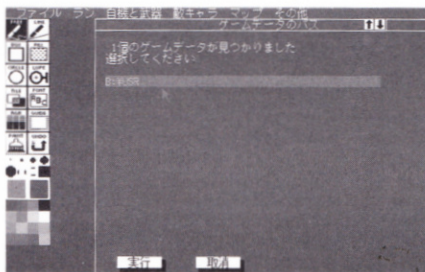 ファイル ラン 自機と武器 敵キャラ マップ その他
ゲームデータのパス
1個のゲームデータが見つかりました
選択してください
実行 取消